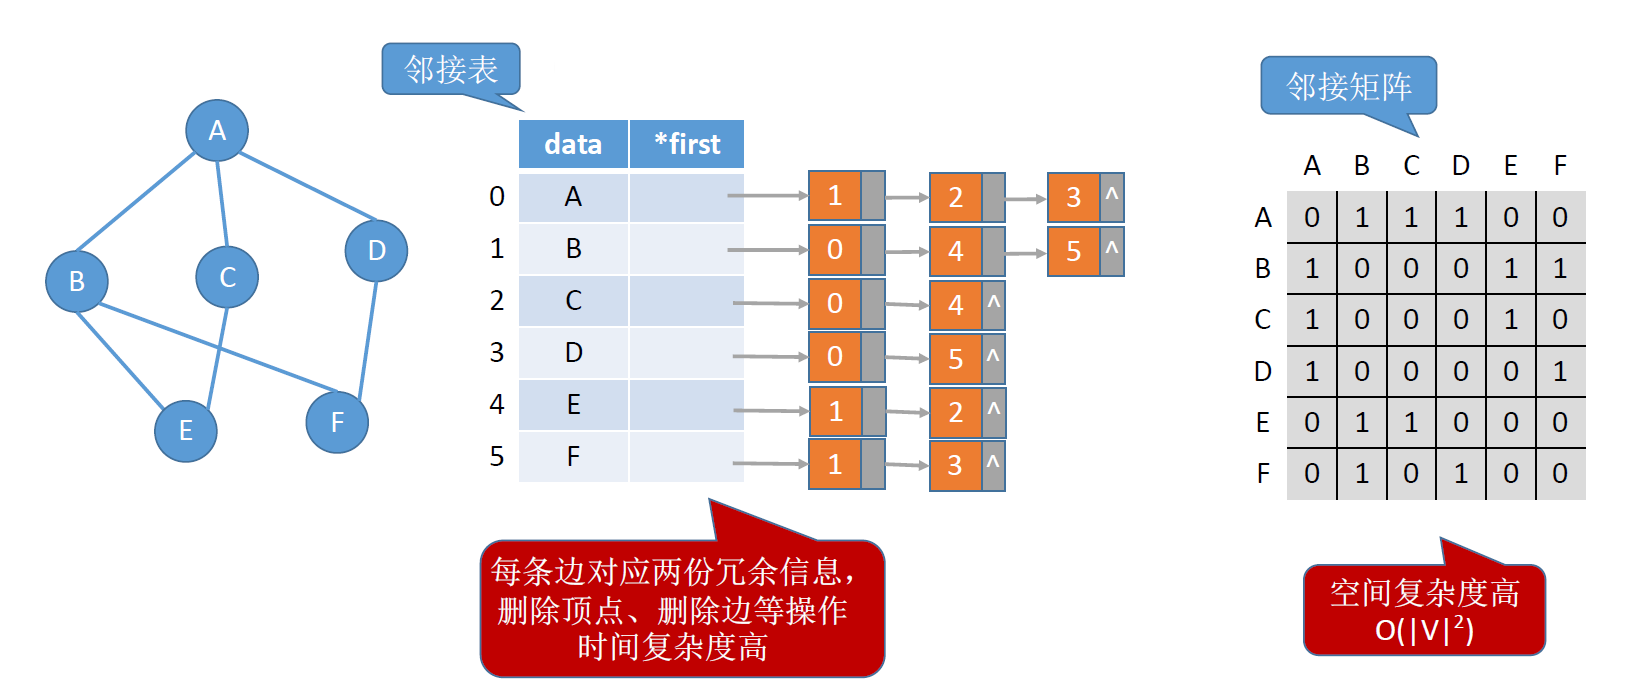 A
B
C
D
E
F
邻接表
data *first
0 A 1 2 3 ^
1 B 0 4 5 ^
2 C 0 4 ^
3 D 0 5 ^
4 E 1 2 ^
5 F 1 3 ^
每条边对应两份冗余信息，
删除顶点、删除边等操作
时间复杂度高
邻接矩阵
A B C D E F
A 0 1 1 1 0 0
B 1 0 0 0 1 1
C 1 0 0 0 1 0
D 1 0 0 0 0 1
E 0 1 1 0 0 0
F 0 1 0 1 0 0
空间复杂度高
O(|V|²)